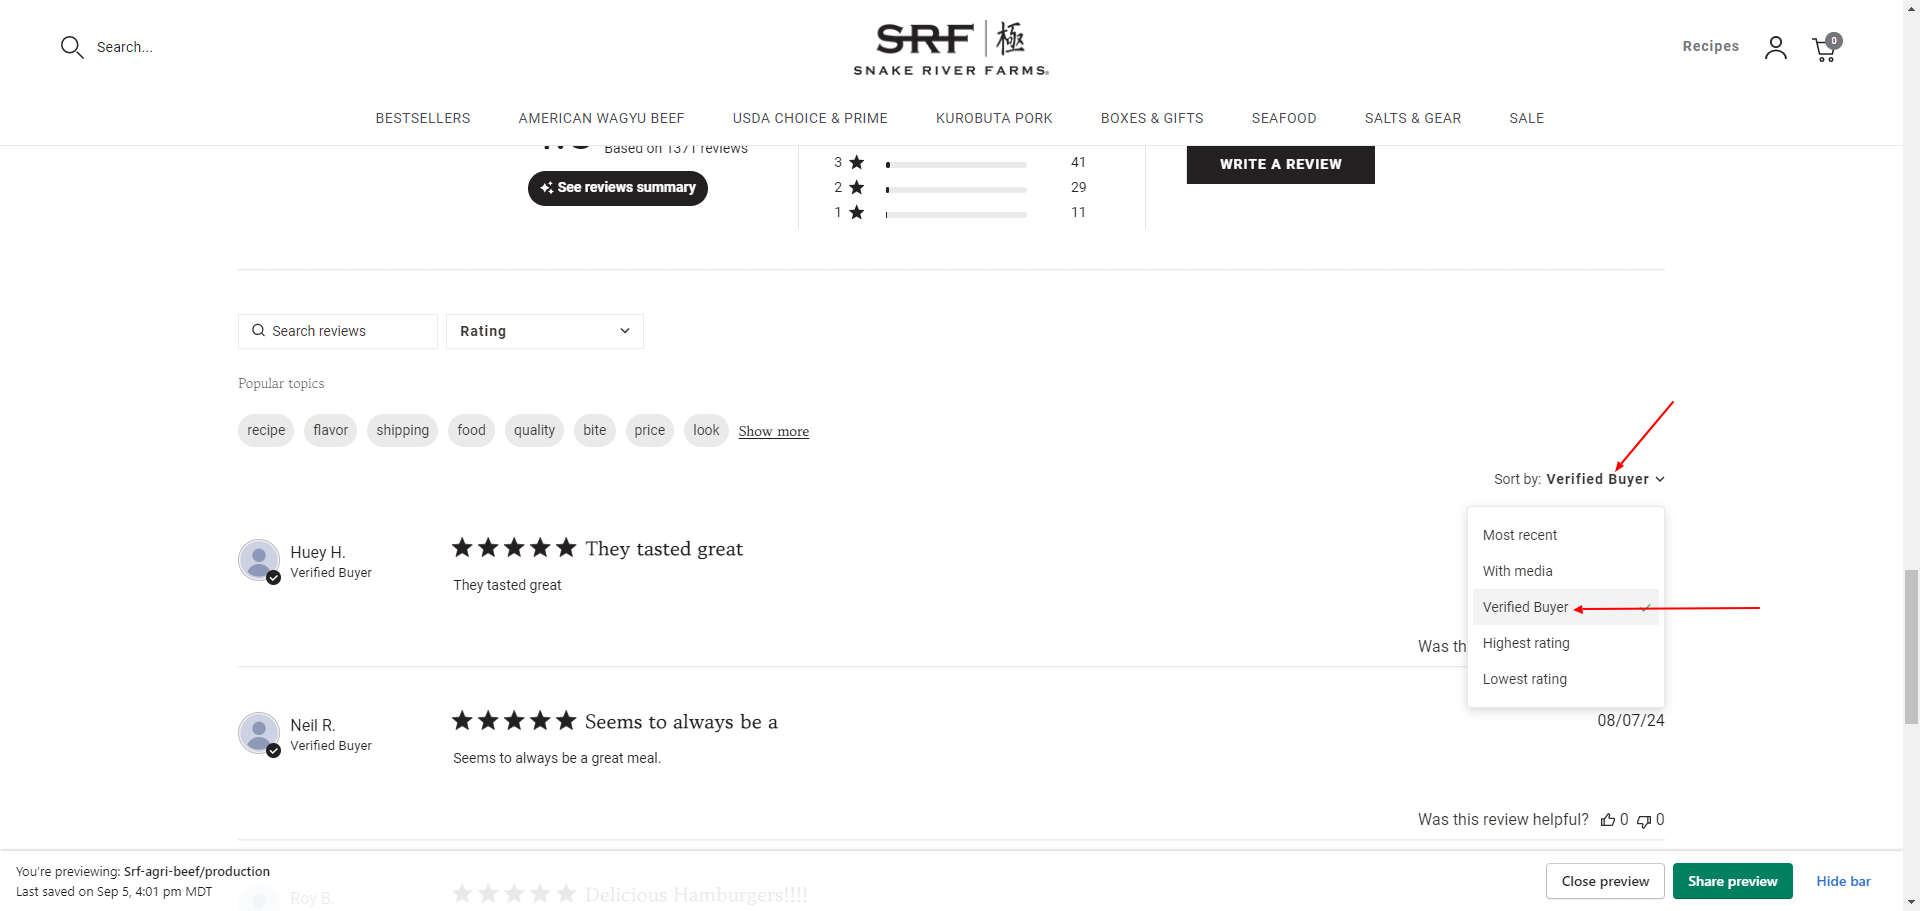 Search...
SRF 極
SNAKE RIVER FARMS®
Recipes
0
BESTSELLERS AMERICAN WAGYU BEEF USDA CHOICE & PRIME KUROBUTA PORK BOXES & GIFTS SEAFOOD SALTS & GEAR SALE
Based on 1371 reviews
See reviews summary
3 41
2 29
1 11
WRITE A REVIEW
Search reviews
Rating
Popular topics
recipe flavor shipping food quality bite price look Show more
Sort by: Verified Buyer
Most recent
With media
Verified Buyer
Highest rating
Lowest rating
Huey H.
Verified Buyer
They tasted great
They tasted great
Was th
Neil R.
Verified Buyer
Seems to always be a
Seems to always be a great meal.
08/07/24
Was this review helpful? 0 0
Roy B.
Delicious Hamburgers!!!!
You're previewing: Srf-agri-beef/production
Last saved on Sep 5, 4:01 pm MDT
Close preview
Share preview
Hide bar